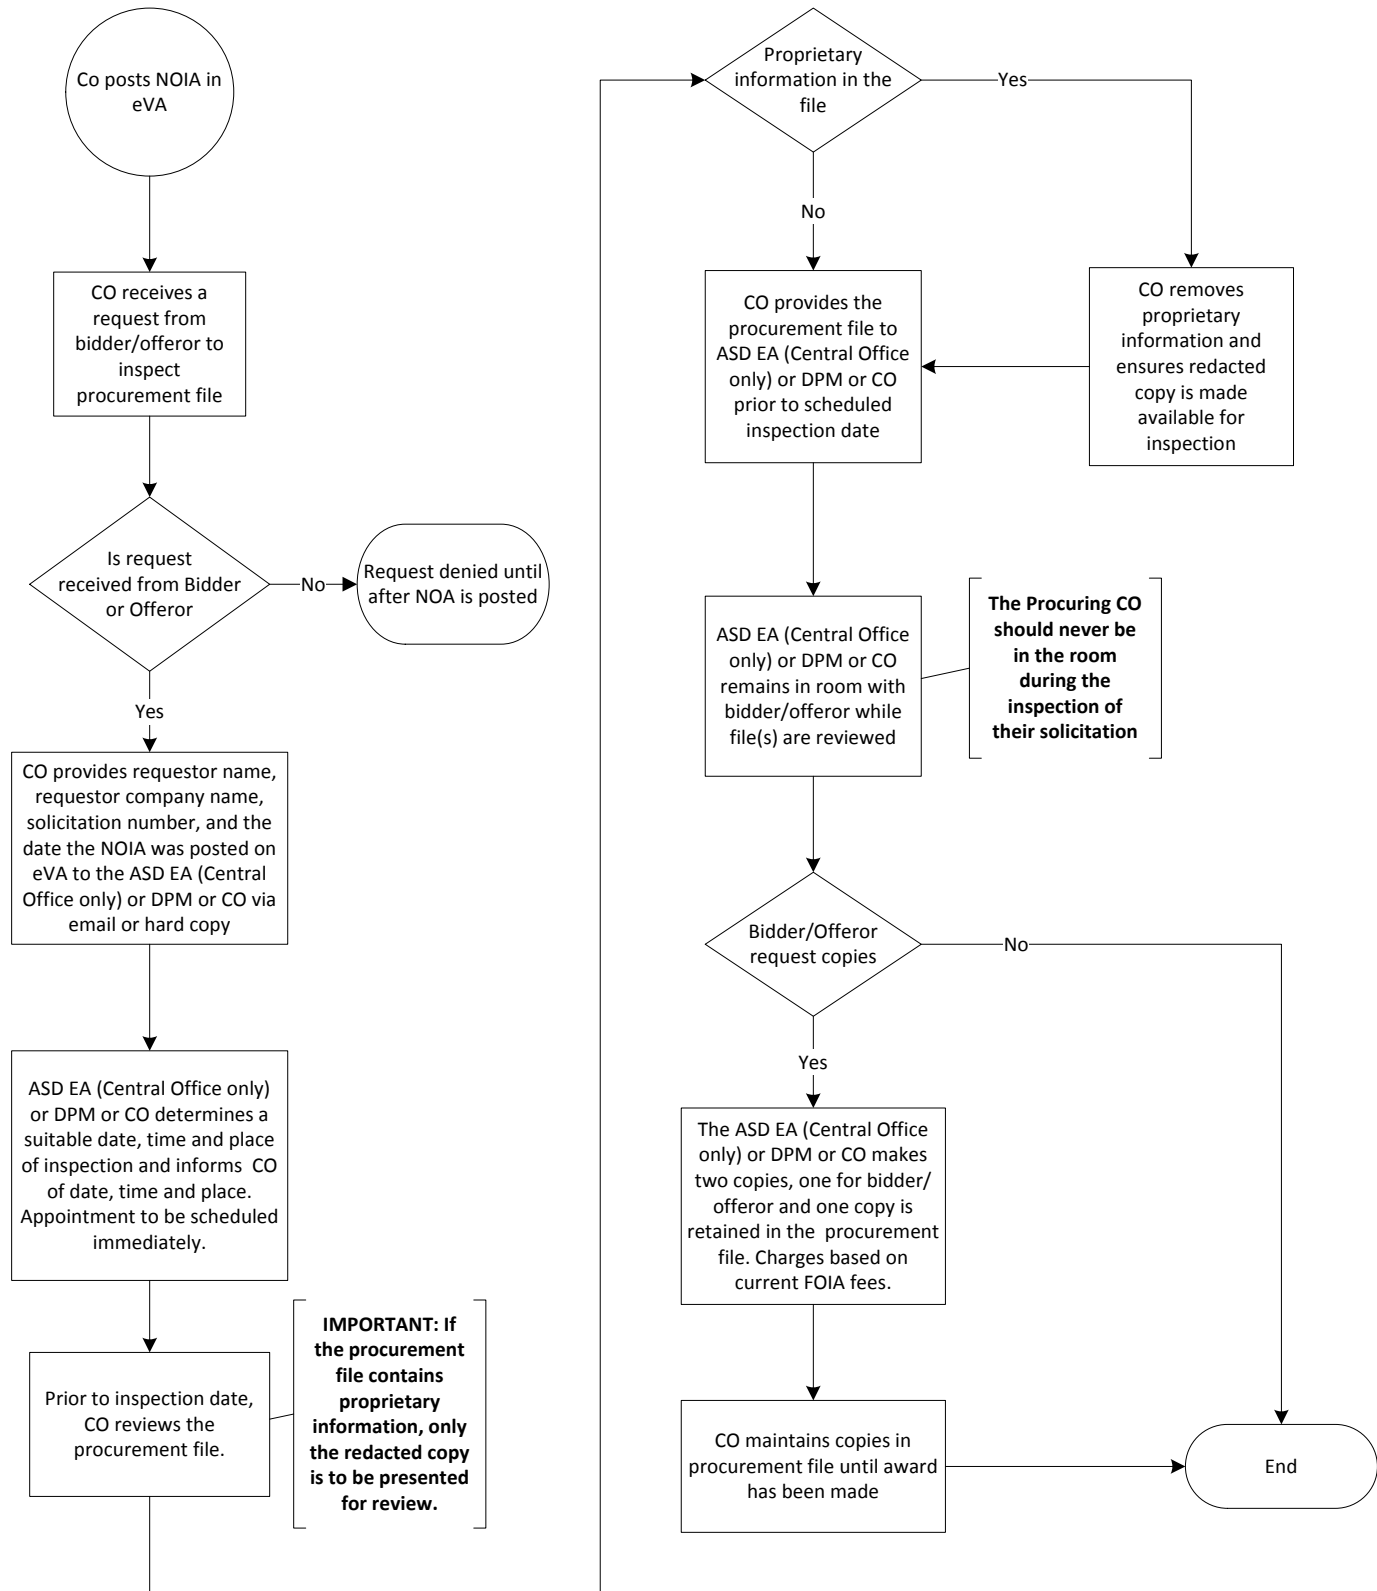 Co posts NOIA in
eVA
CO receives a
request from
bidder/offeror to
inspect
procurement file
Is request
received from Bidder
or Offeror
No
Request denied until
after NOA is posted
Yes
CO provides requestor name,
requestor company name,
solicitation number, and the
date the NOIA was posted on
eVA to the ASD EA (Central
Office only) or DPM or CO via
email or hard copy
ASD EA (Central Office only)
or DPM or CO determines a
suitable date, time and place
of inspection and informs  CO
of date, time and place.
Appointment to be scheduled
immediately.
Prior to inspection date,
CO reviews the
procurement file.
IMPORTANT: If
the procurement
file contains
proprietary
information, only
the redacted copy
is to be presented
for review.
Proprietary
information in the
file
Yes
No
CO removes
proprietary
information and
ensures redacted
copy is made
available for
inspection
CO provides the
procurement file to
ASD EA (Central Office
only) or DPM or CO
prior to scheduled
inspection date
ASD EA (Central Office
only) or DPM or CO
remains in room with
bidder/offeror while
file(s) are reviewed
The Procuring CO
should never be
in the room
during the
inspection of
their solicitation
Bidder/Offeror
request copies
No
Yes
The ASD EA (Central Office
only) or DPM or CO makes
two copies, one for bidder/
offeror and one copy is
retained in the  procurement
file. Charges based on
current FOIA fees.
CO maintains copies in
procurement file until award
has been made
End